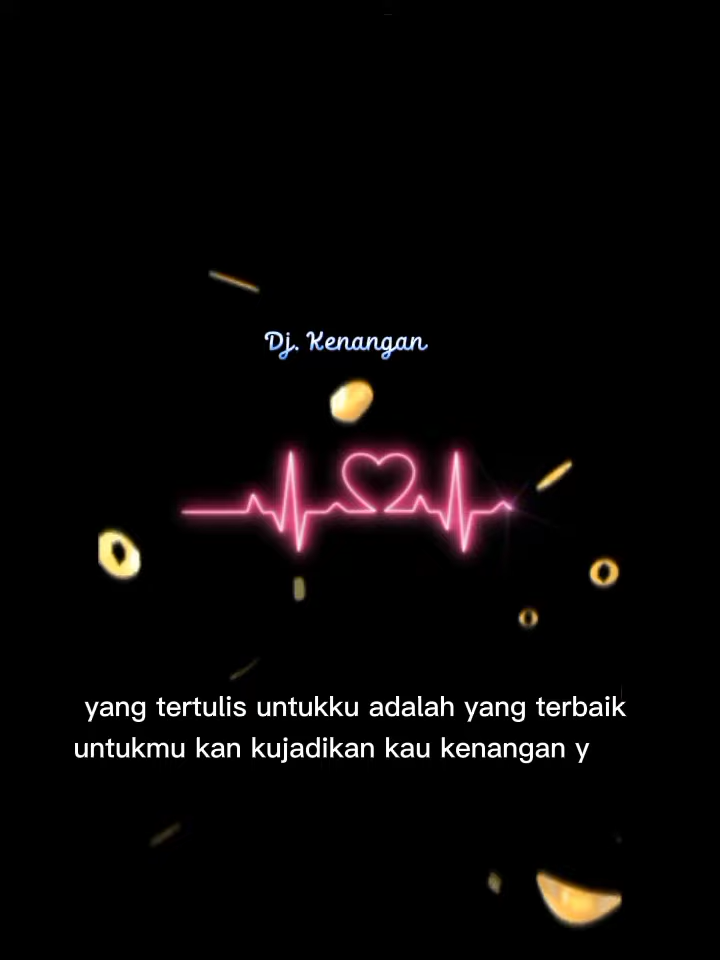 Dj. Kenangan
yang tertulis untukku adalah yang terbaik
untukmu kan kujadikan kau kenangan y